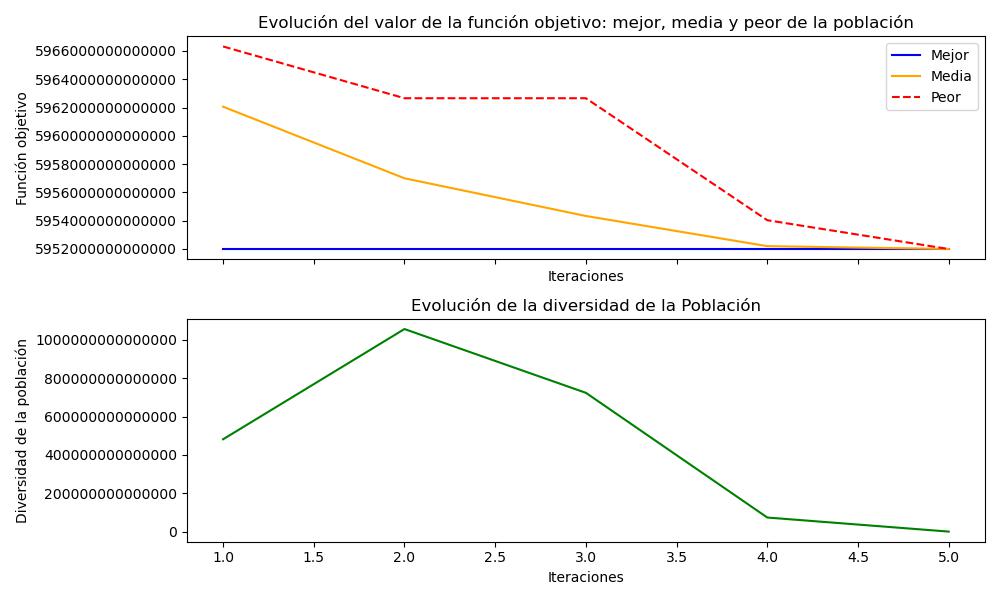 Evolución del valor de la función objetivo: mejor, media y peor de la población
Función objetivo
5966000000000000
5964000000000000
5962000000000000
5960000000000000
5958000000000000
5956000000000000
5954000000000000
5952000000000000
Mejor
Media
Peor
Iteraciones
Evolución de la diversidad de la Población
Diversidad de la población
1000000000000000
800000000000000
600000000000000
400000000000000
200000000000000
0
1.0 1.5 2.0 2.5 3.0 3.5 4.0 4.5 5.0
Iteraciones